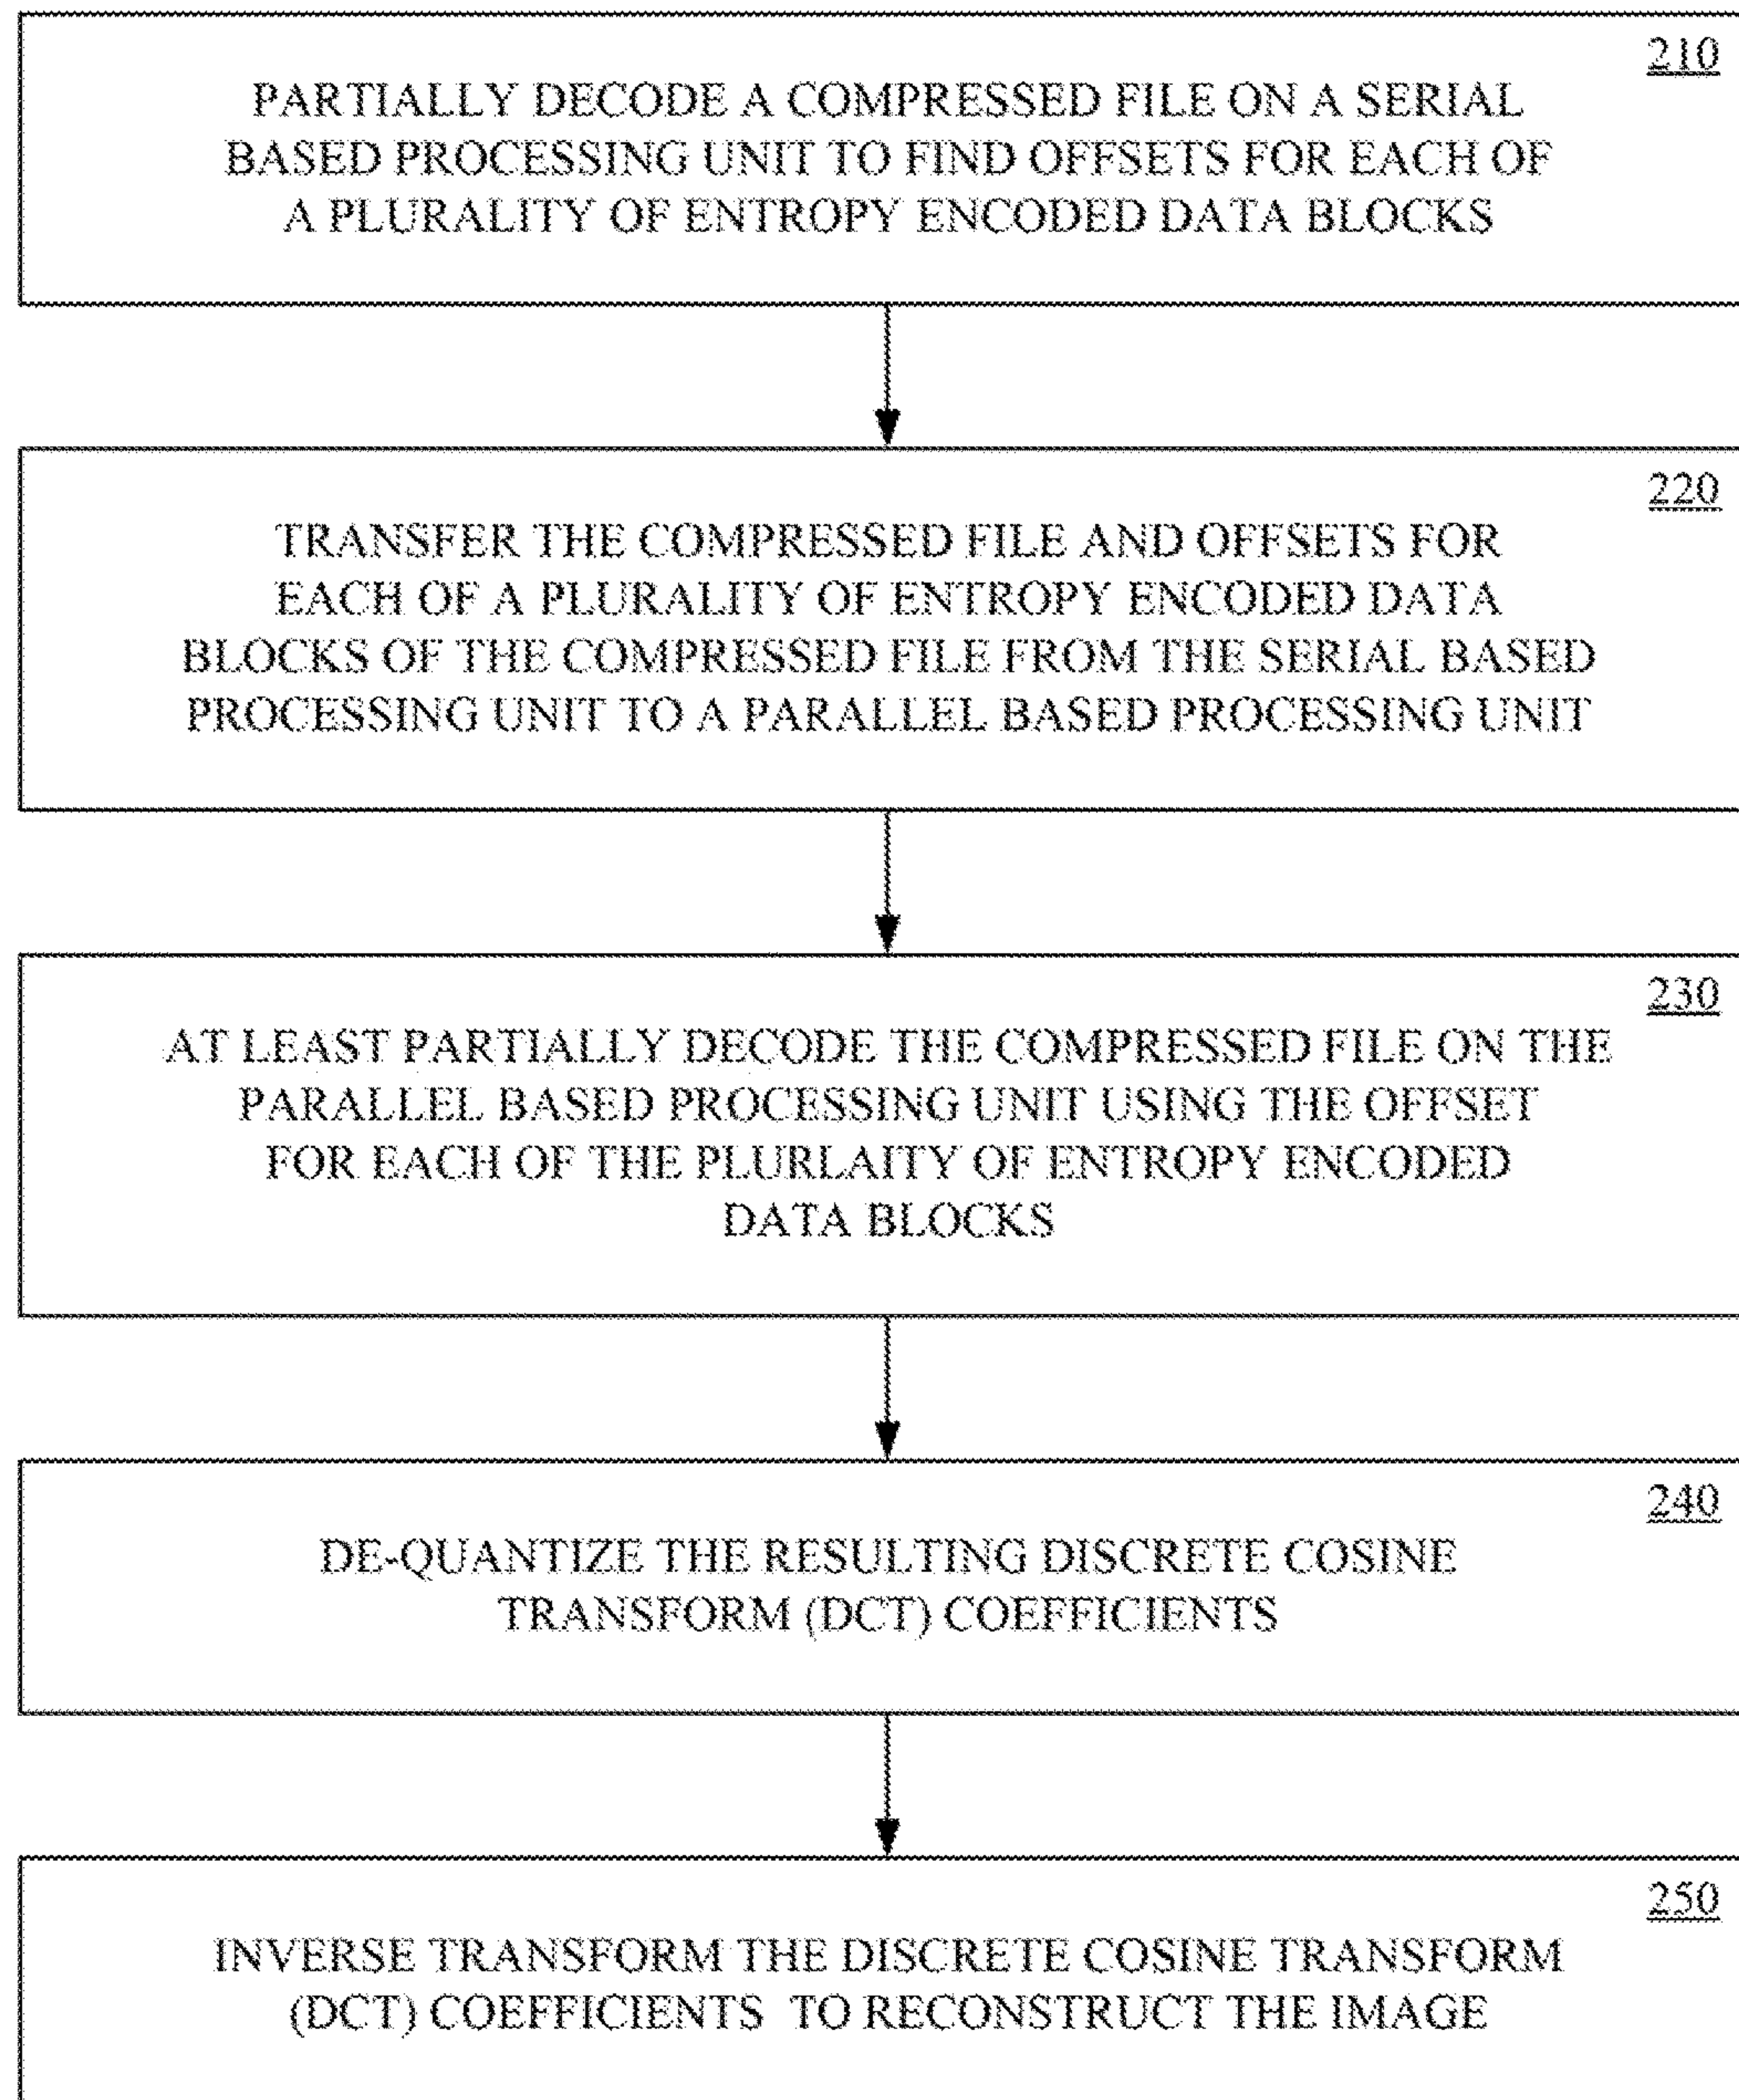 210
PARTIALLY DECODE A COMPRESSED FILE ON A SERIAL
BASED PROCESSING UNIT TO FIND OFFSETS FOR EACH OF
A PLURALITY OF ENTROPY ENCODED DATA BLOCKS
220
TRANSFER THE COMPRESSED FILE AND OFFSETS FOR
EACH OF A PLURALITY OF ENTROPY ENCODED DATA
BLOCKS OF THE COMPRESSED FILE FROM THE SERIAL BASED
PROCESSING UNIT TO A PARALLEL BASED PROCESSING UNIT
230
AT LEAST PARTIALLY DECODE THE COMPRESSED FILE ON THE
PARALLEL BASED PROCESSING UNIT USING THE OFFSET
FOR EACH OF THE PLURLAITY OF ENTROPY ENCODED
DATA BLOCKS
240
DE-QUANTIZE THE RESULTING DISCRETE COSINE
TRANSFORM (DCT) COEFFICIENTS
250
INVERSE TRANSFORM THE DISCRETE COSINE TRANSFORM
(DCT) COEFFICIENTS TO RECONSTRUCT THE IMAGE